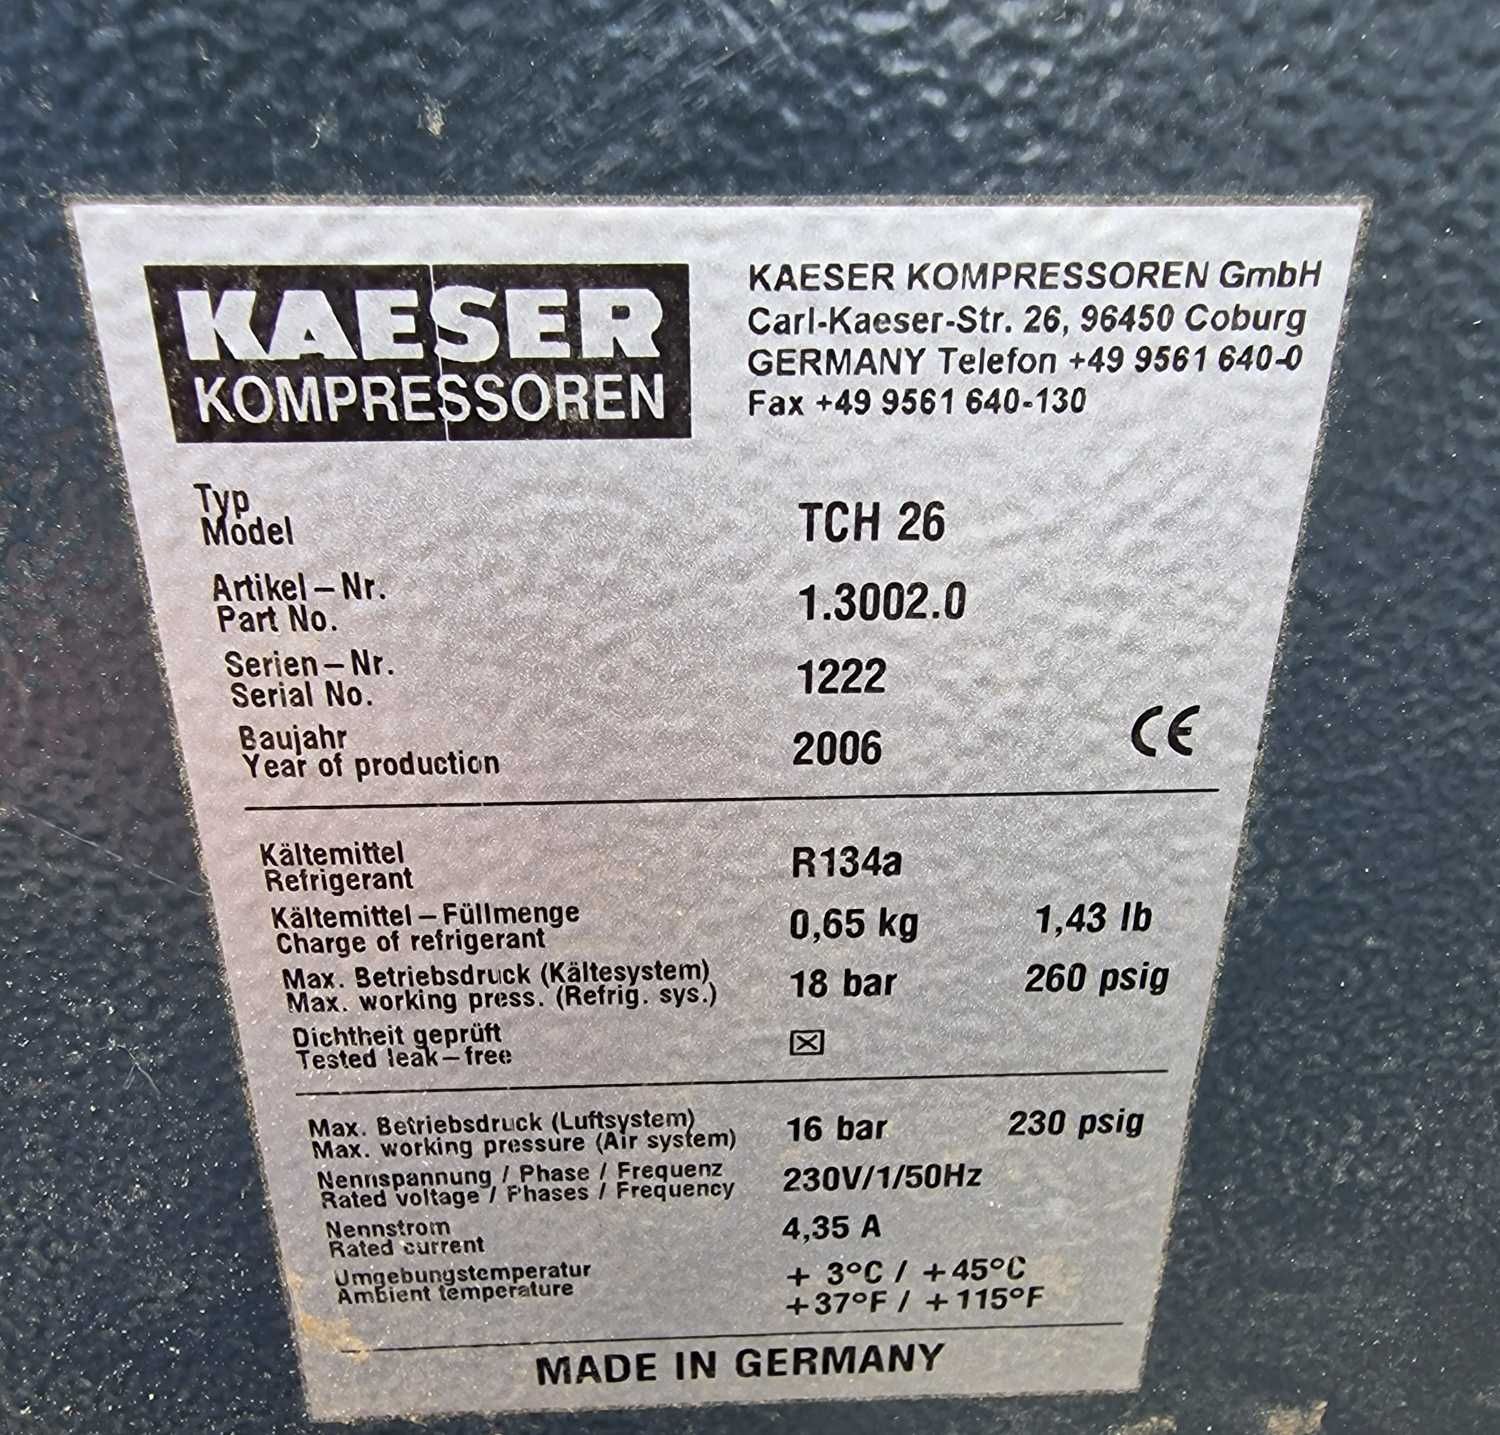 KAESER
KOMPRESSOREN
KAESER KOMPRESSOREN GmbH
Carl-Kaeser-Str. 26, 96450 Coburg
GERMANY Telefon +49 9561 640-0
Fax +49 9561 640-130
Typ
Model TCH 26
Artikel – Nr.
Part No. 1.3002.0
Serien – Nr.
Serial No. 1222
Baujahr
Year of production 2006 CE
Kältemittel
Refrigerant R134a
Kältemittel – Füllmenge
Charge of refrigerant 0,65 kg 1,43 lb
Max. Betriebsdruck (Kältesystem)
Max. working press. (Refrig. sys.) 18 bar 260 psig
Dichtheit geprüft
Tested leak – free ☒
Max. Betriebsdruck (Luftsystem)
Max. working pressure (Air system) 16 bar 230 psig
Nennspannung / Phase / Frequenz
Rated voltage / Phases / Frequency 230V/1/50Hz
Nennstrom
Rated current 4,35 A
Umgebungstemperatur + 3°C / +45°C
Ambient temperature +37°F / +115°F
MADE IN GERMANY